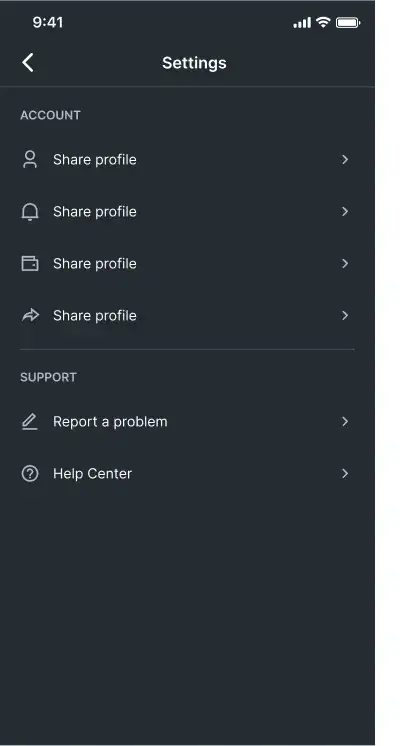 9:41
Settings
ACCOUNT
Share profile
Share profile
Share profile
Share profile
SUPPORT
Report a problem
Help Center